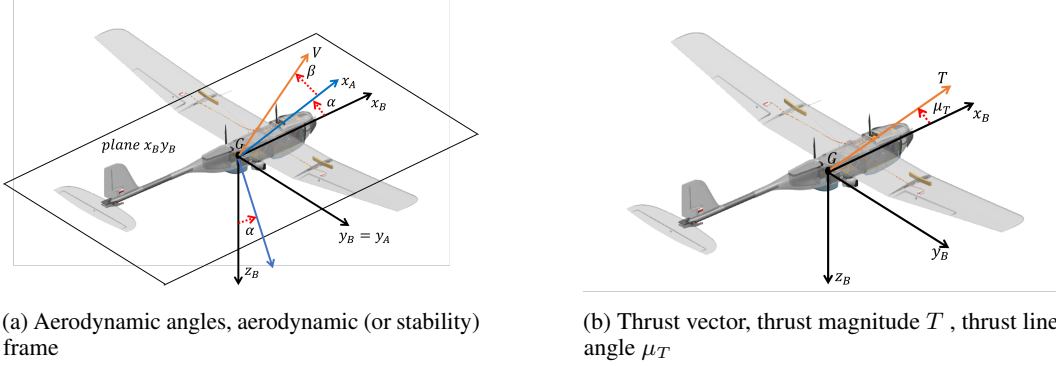 V
β
x_A
α
x_B
plane x_B y_B
G
α
y_B = y_A
z_B
T
μ_T
x_B
G
y_B
z_B
(a) Aerodynamic angles, aerodynamic (or stability)
frame
(b) Thrust vector, thrust magnitude T , thrust line
angle μ_T